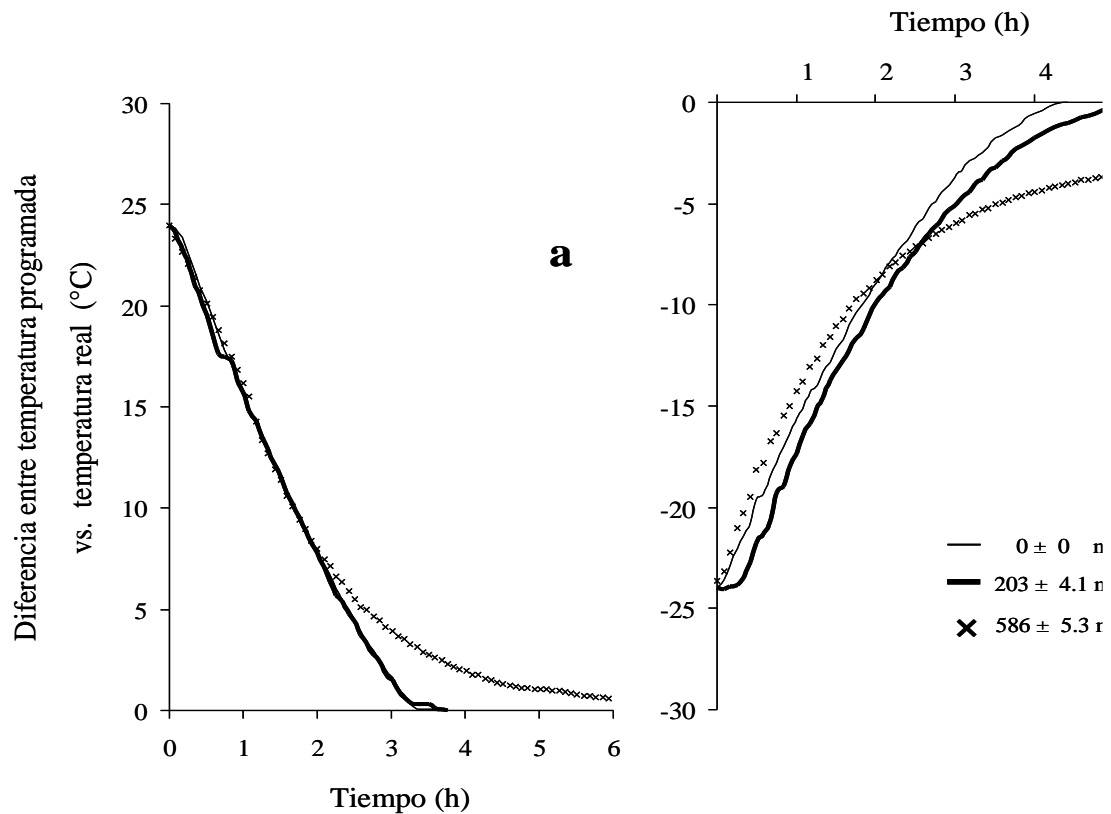 Diferencia entre temperatura programada
vs. temperatura real (°C)
30
25
20
15
10
5
0
a
0 1 2 3 4 5 6
Tiempo (h)
Tiempo (h)
1 2 3 4
0
-5
-10
-15
-20
-25
-30
0 ± 0
203 ± 4.1
586 ± 5.3